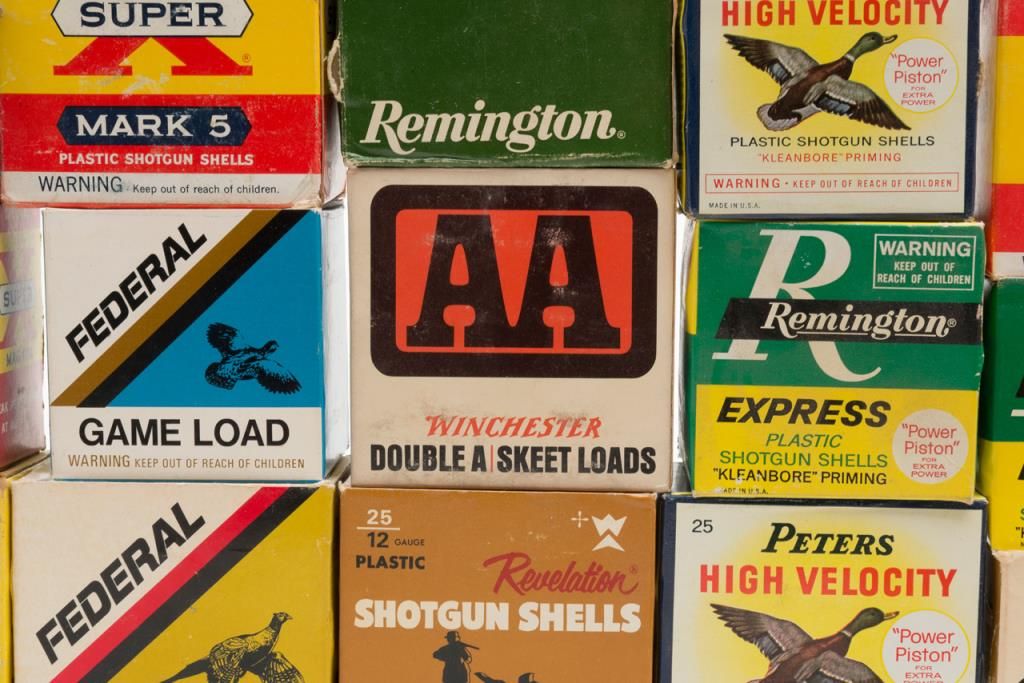 SUPER
X®
MARK 5
PLASTIC SHOTGUN SHELLS
WARNING Keep out of reach of children.
Remington®
HIGH VELOCITY
"Power
Piston"
FOR
EXTRA
POWER
PLASTIC SHOTGUN SHELLS
"KLEANBORE" PRIMING
WARNING • KEEP OUT OF REACH OF CHILDREN
MADE IN U.S.A.
SUPER
FEDERAL
GAME LOAD
WARNING KEEP OUT OF REACH OF CHILDREN
AA
WINCHESTER
DOUBLE A|SKEET LOADS
R
WARNING
KEEP OUT OF
REACH OF CHILDREN
Remington®
EXPRESS
PLASTIC
SHOTGUN SHELLS
"KLEANBORE" PRIMING
MADE IN U.S.A.
"Power
Piston"
FOR
EXTRA
POWER
FEDERAL
25
12 GAUGE
PLASTIC
Revelation®
SHOTGUN SHELLS
25
PETERS
HIGH VELOCITY
"Power
Piston"
FOR
EXTRA
POWER